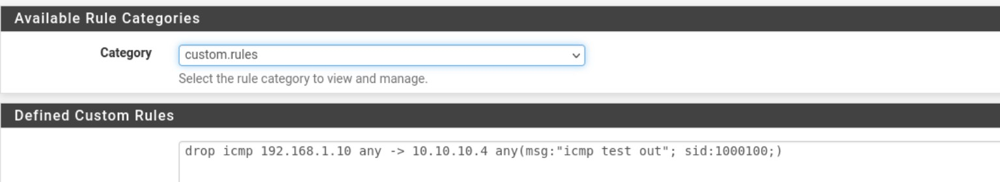 Available Rule Categories
Category
custom.rules
Select the rule category to view and manage.
Defined Custom Rules
drop icmp 192.168.1.10 any -> 10.10.10.4 any(msg:"icmp test out"; sid:1000100;)